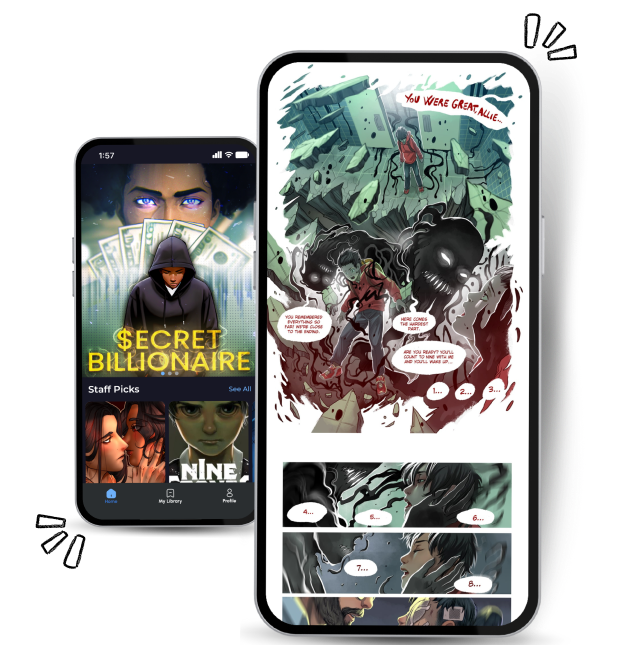 1:57
$ECRET
BILLIONAIRE
Staff Picks
See All
NINE
Home
My Library
Profile
YOU WERE GREAT, ALLIE...
YOU REMEMBERED
EVERYTHING SO
FAR! WE'RE CLOSE
TO THE ENDING.
HERE COMES
THE HARDEST
PART.
ARE YOU READY? YOU'LL
COUNT TO NINE WITH ME
AND YOU'LL WAKE UP...
1...
2...
3...
4...
5...
6...
7...
8...